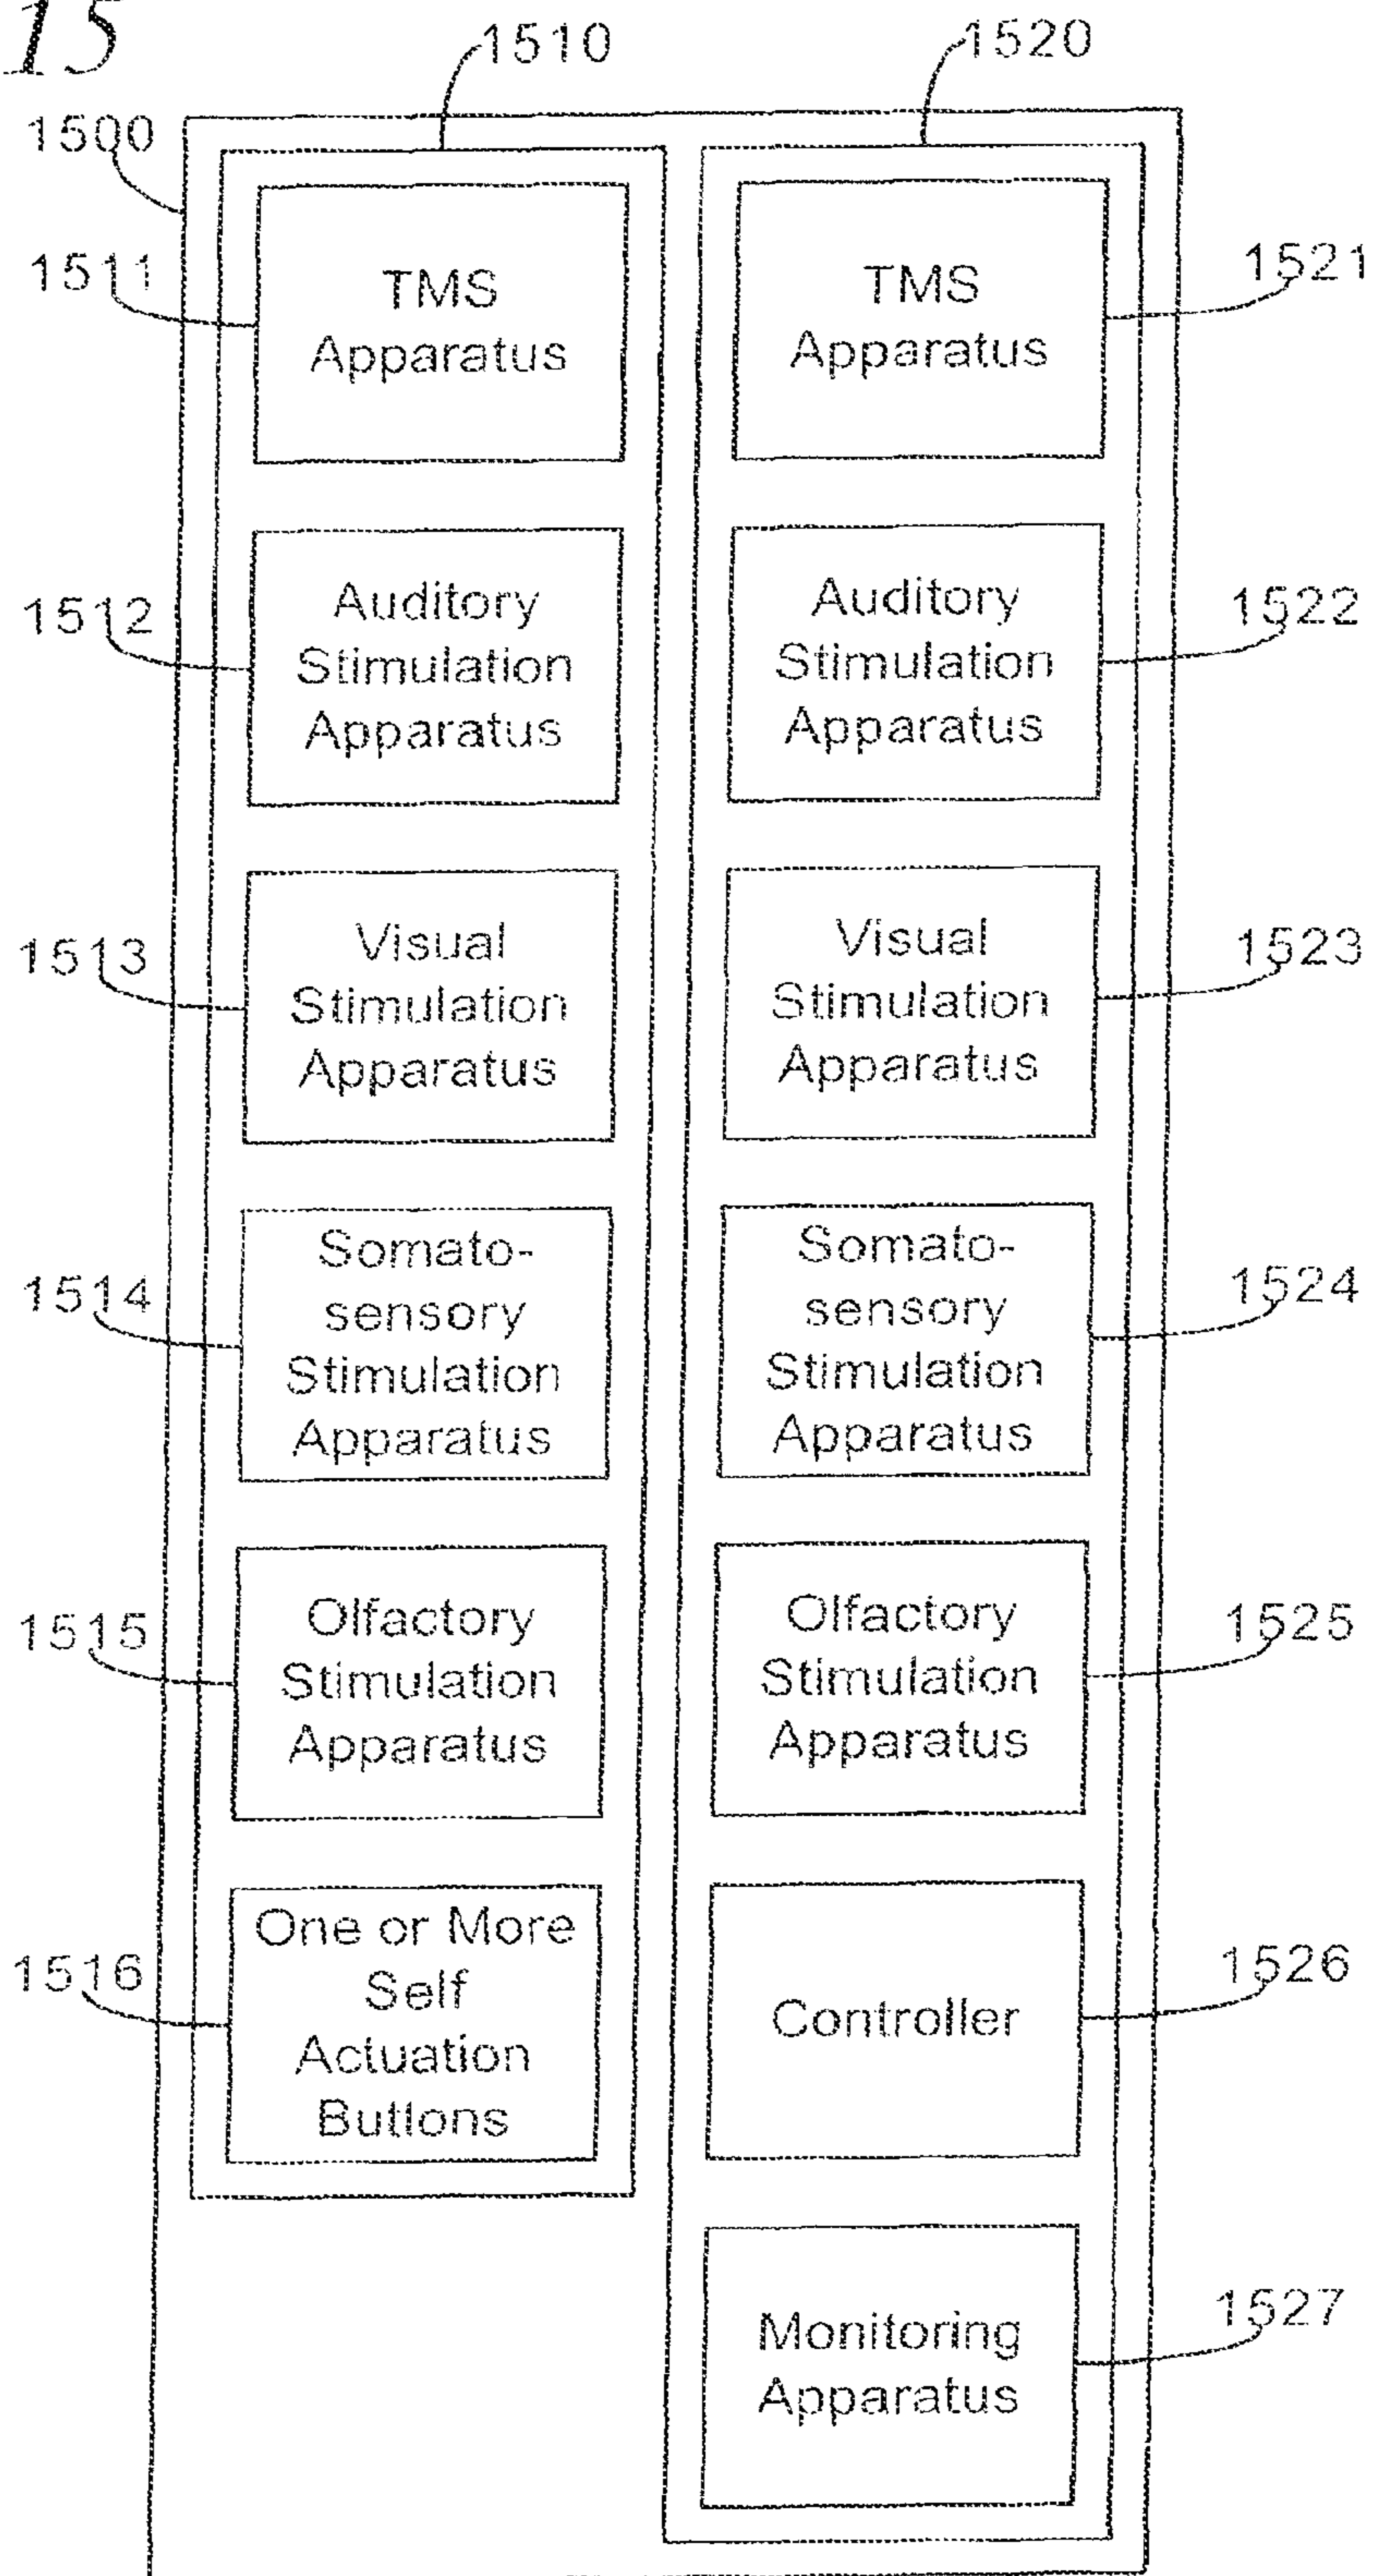 15
1510
1520
1500
1511
TMS
Apparatus
TMS
Apparatus
1521
1512
Auditory
Stimulation
Apparatus
Auditory
Stimulation
Apparatus
1522
1513
Visual
Stimulation
Apparatus
Visual
Stimulation
Apparatus
1523
1514
Somato-
sensory
Stimulation
Apparatus
Somato-
sensory
Stimulation
Apparatus
1524
1515
Olfactory
Stimulation
Apparatus
Olfactory
Stimulation
Apparatus
1525
1516
One or More
Self
Actuation
Buttons
Controller
1526
Monitoring
Apparatus
1527